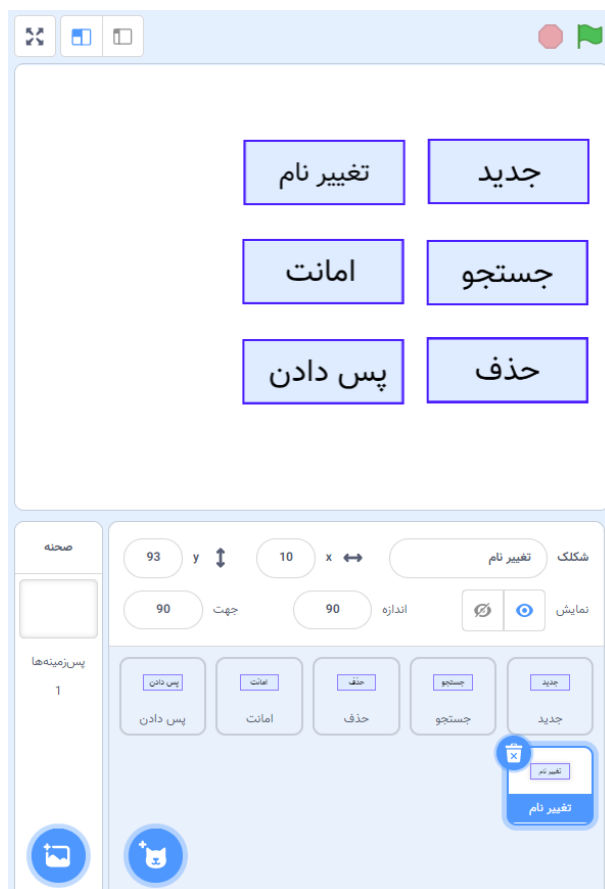 جدید
تغییر نام
جستجو
امانت
حذف
پس دادن
شکلک
تغییر نام
x 10
y 93
نمایش
اندازه 90
جهت 90
صحنه
پس‌زمینه‌ها
1
جدید
جدید
جستجو
جستجو
حذف
حذف
امانت
امانت
پس دادن
پس دادن
تغییر نام
تغییر نام